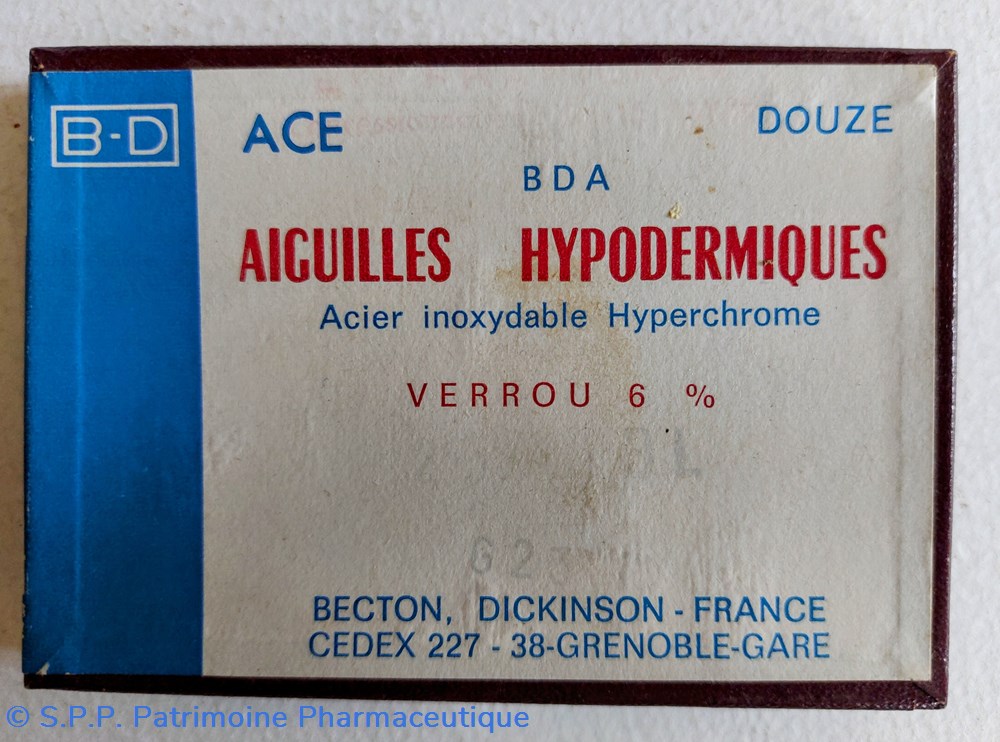 B-D
ACE
DOUZE
BDA
AIGUILLES HYPODERMIQUES
Acier inoxydable Hyperchrome
VERROU 6 %
BECTON, DICKINSON - FRANCE
CEDEX 227 - 38-GRENOBLE-GARE
© S.P.P. Patrimoine Pharmaceutique